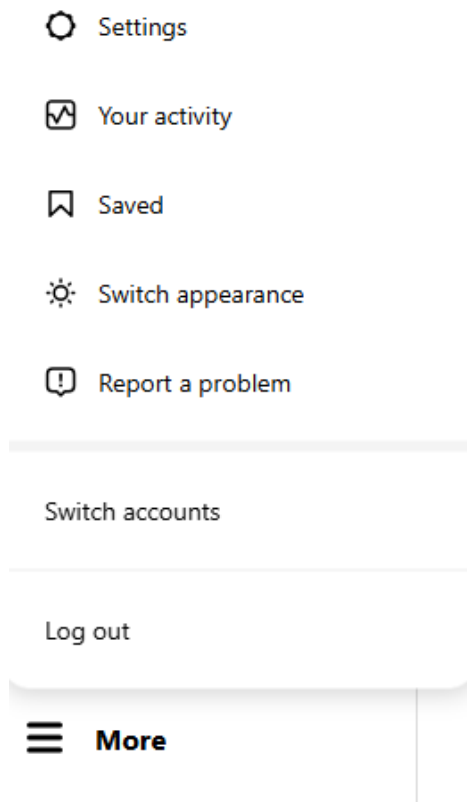 Settings
Your activity
Saved
Switch appearance
Report a problem
Switch accounts
Log out
More